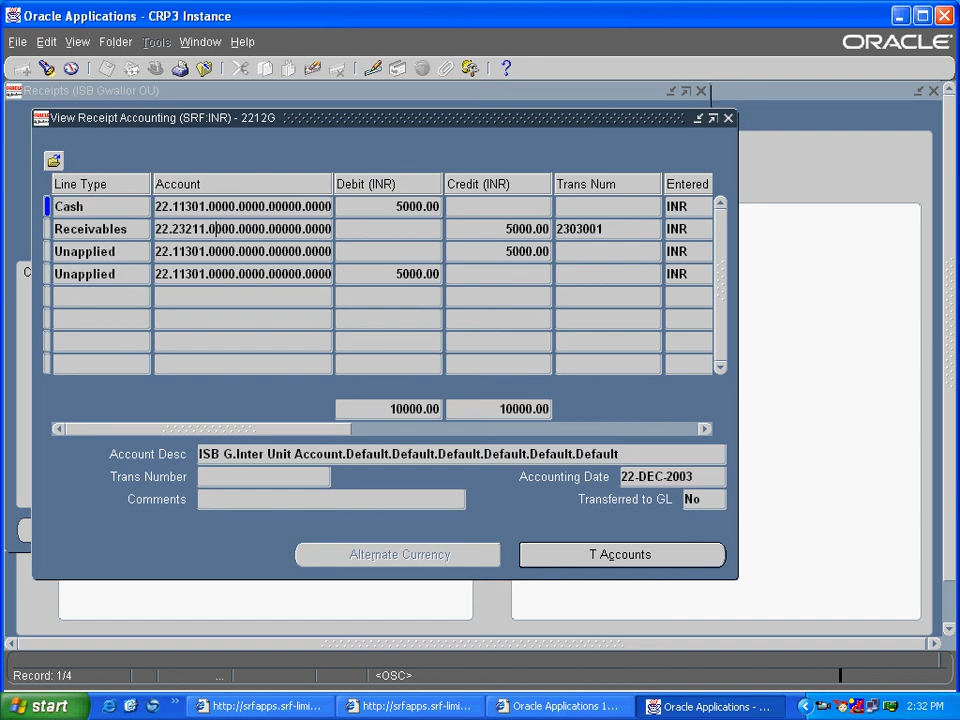 Oracle Applications - CRP3 Instance
File Edit View Folder Tools Window Help
ORACLE
Receipts (ISB Gwalior OU)
View Receipt Accounting (SRF:INR) - 2212G
Line Type Account Debit (INR) Credit (INR) Trans Num Entered
Cash 22.11301.0000.0000.00000.0000 5000.00 INR
Receivables 22.23211.0000.0000.00000.0000 5000.00 2303001 INR
Unapplied 22.11301.0000.0000.00000.0000 5000.00 INR
Unapplied 22.11301.0000.0000.00000.0000 5000.00 INR
10000.00 10000.00
Account Desc ISB G.Inter Unit Account.Default.Default.Default.Default.Default.Default
Trans Number Accounting Date 22-DEC-2003
Comments Transferred to GL No
Alternate Currency T Accounts
Record: 1/4 ... <OSC>
start http://srfapps.srf-limi... http://srfapps.srf-limi... Oracle Applications 1... Oracle Applications - ... 2:32 PM